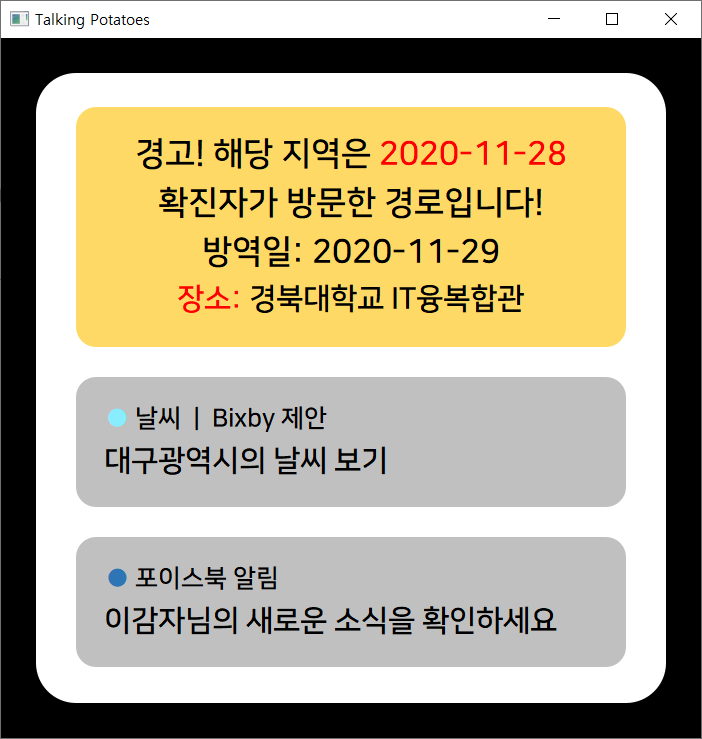 Talking Potatoes
경고! 해당 지역은 2020-11-28
확진자가 방문한 경로입니다!
방역일: 2020-11-29
장소: 경북대학교 IT융복합관
날씨 | Bixby 제안
대구광역시의 날씨 보기
포이스북 알림
이감자님의 새로운 소식을 확인하세요